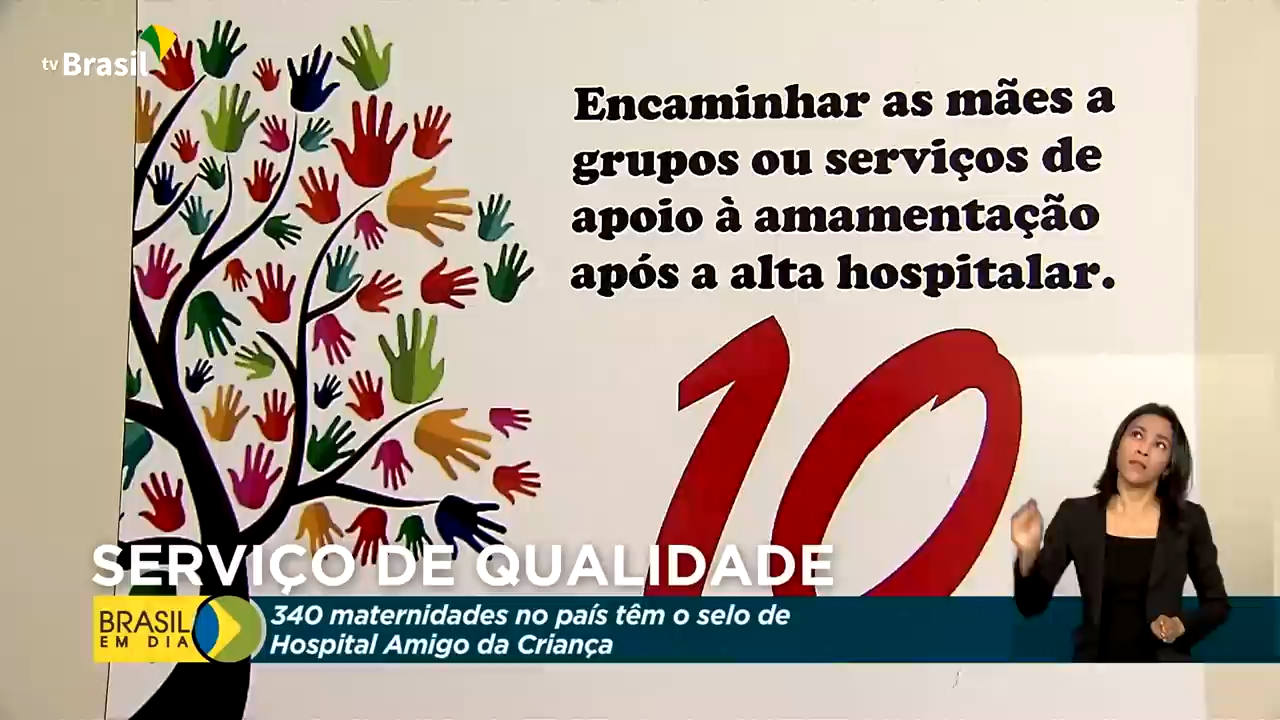 tv Brasil
Encaminhar as mães a
grupos ou serviços de
apoio à amamentação
após a alta hospitalar.
10
SERVIÇO DE QUALIDADE
BRASIL
EM DIA
340 maternidades no país têm o selo de
Hospital Amigo da Criança